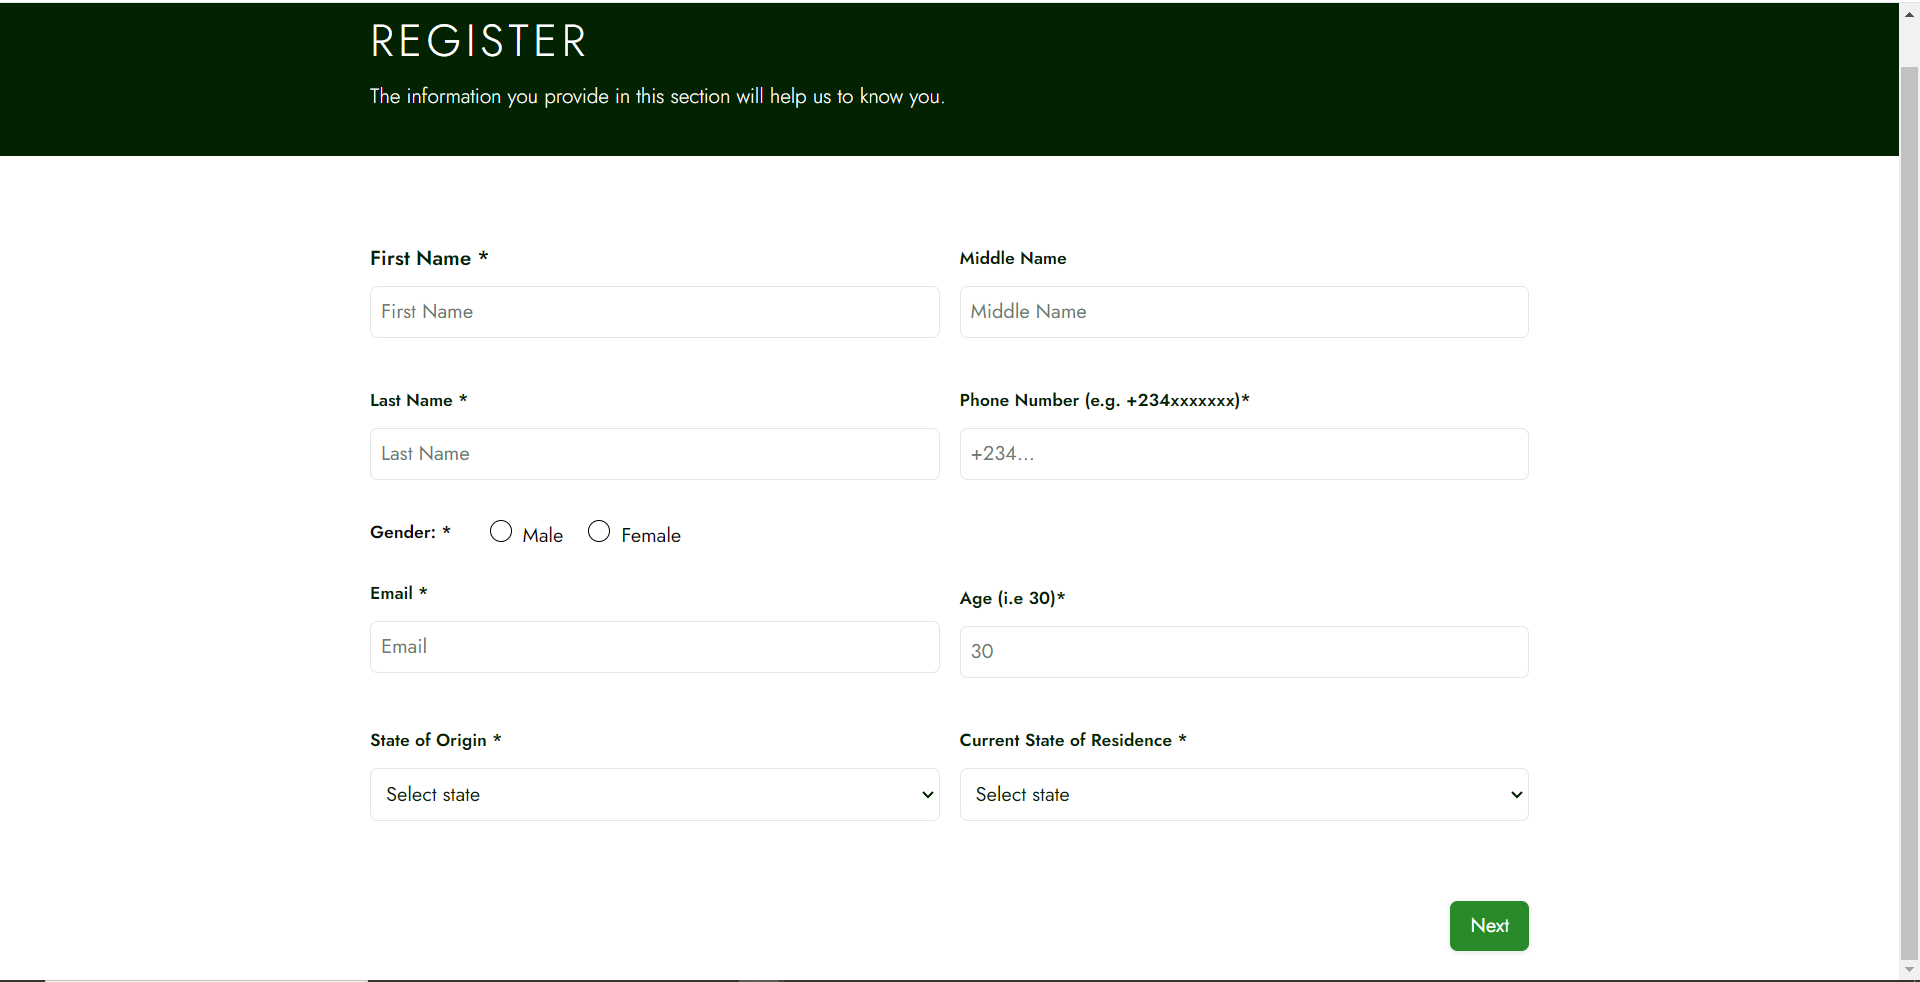 REGISTER
The information you provide in this section will help us to know you.
First Name *
Middle Name
First Name
Middle Name
Last Name *
Phone Number (e.g. +234xxxxxxx)*
Last Name
+234...
Gender: * Male Female
Email *
Age (i.e 30)*
Email
30
State of Origin *
Current State of Residence *
Select state
Select state
Next